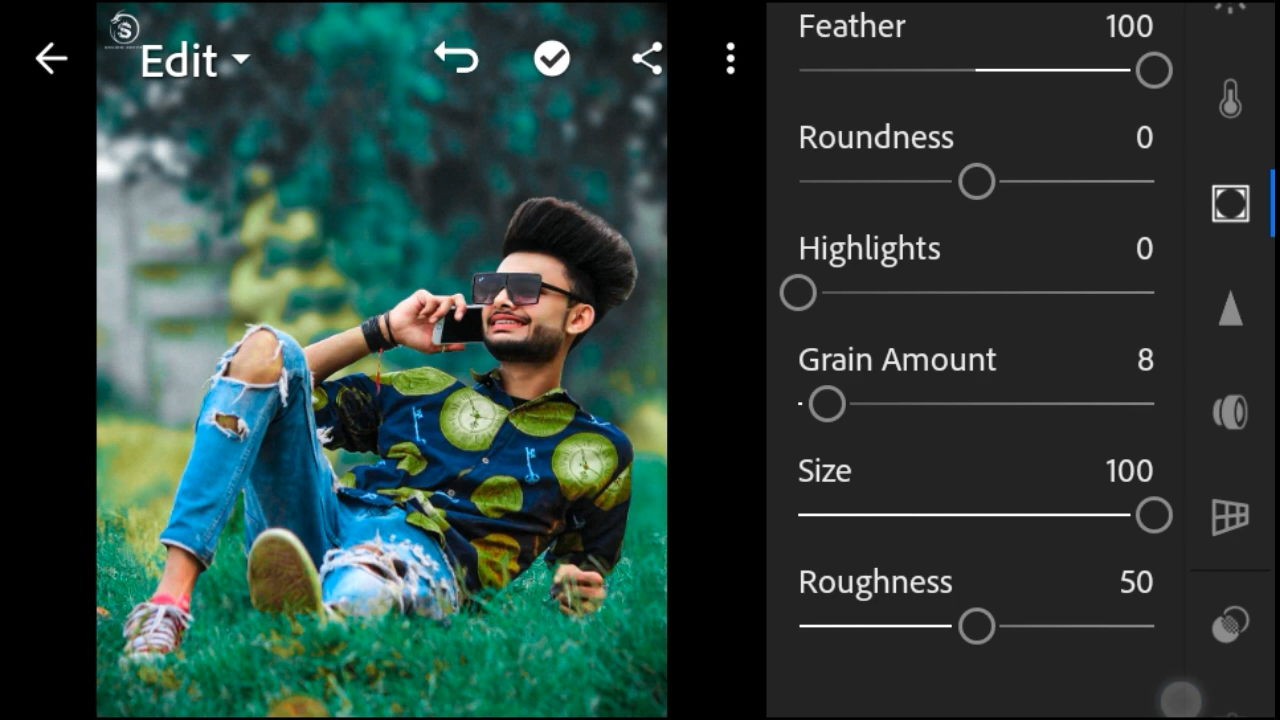 Edit
Feather 100
Roundness 0
Highlights 0
Grain Amount 8
Size 100
Roughness 50